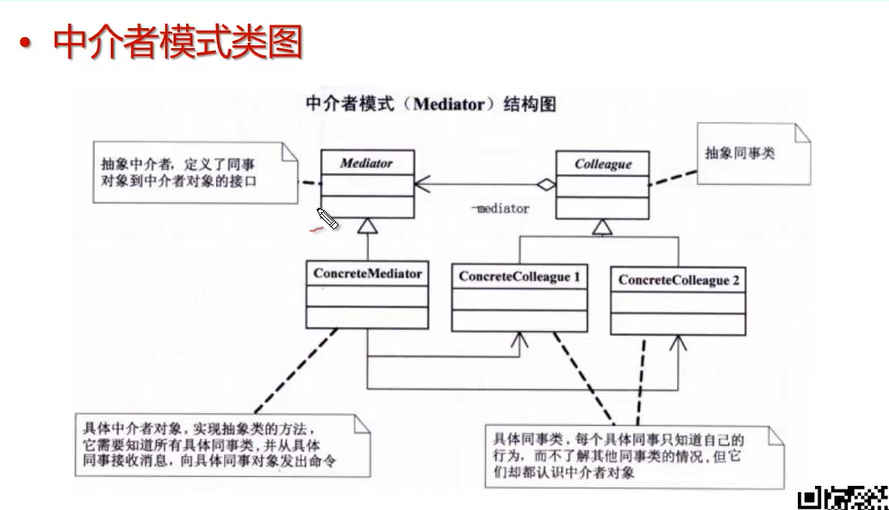 • 中介者模式类图
中介者模式（Mediator）结构图
抽象中介者，定义了同事
对象到中介者对象的接口
Mediator
Colleague
抽象同事类
-mediator
ConcreteMediator
ConcreteColleague 1
ConcreteColleague 2
具体中介者对象，实现抽象类的方法，
它需要知道所有具体同事类，并从具体
同事接收消息，向具体同事对象发出命令
具体同事类，每个具体同事只知道自己的
行为，而不了解其他同事类的情况，但它
们却都认识中介者对象